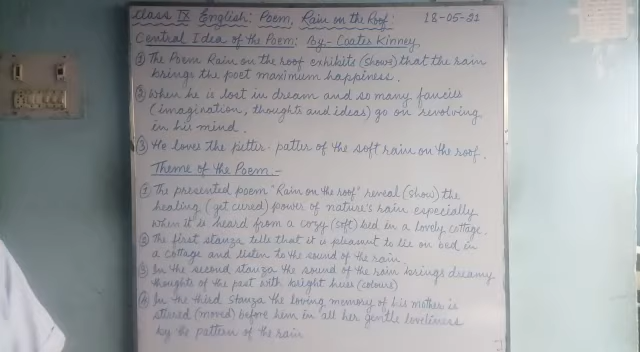 Class IX English: Poem, Rain on the Roof: 18-05-21
Central Idea of the Poem: By:- Coates Kinney
① The Poem Rain on the roof exhibits (shows) that the rain
brings the poet maximum happiness.
② When he is lost in dream and so many fancies
(imagination, thoughts and ideas) go on revolving
in his mind.
③ He loves the pitter-patter of the soft rain on the roof.
Theme of the Poem:-
① The presented poem "Rain on the roof" reveal (show) the
healing (get cured) power of nature's rain especially
when it is heard from a cozy (soft) bed in a lovely cottage.
② The first stanza tells that it is pleasant to lie on bed in
a cottage and listen to the sound of the rain.
③ In the second stanza the sound of the rain brings dreamy
thoughts of the past with bright hues (colours)
④ In the third stanza the loving memory of his mother is
stired (moved) before him in all her gentle loveliness
by the pattern of the rain